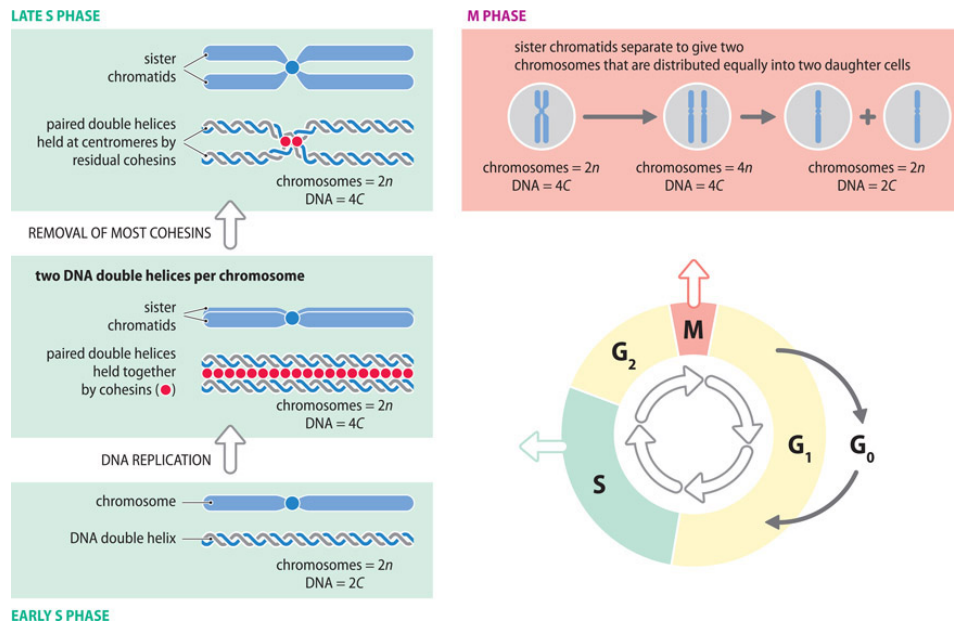 LATE S PHASE
sister
chromatids
paired double helices
held at centromeres by
residual cohesins
chromosomes = 2n
DNA = 4C
REMOVAL OF MOST COHESINS
two DNA double helices per chromosome
sister
chromatids
paired double helices
held together
by cohesins ( )
chromosomes = 2n
DNA = 4C
DNA REPLICATION
chromosome
DNA double helix
chromosomes = 2n
DNA = 2C
EARLY S PHASE
M PHASE
sister chromatids separate to give two
chromosomes that are distributed equally into two daughter cells
+
chromosomes = 2n
DNA = 4C
chromosomes = 4n
DNA = 4C
chromosomes = 2n
DNA = 2C
M
G₂
G₁
G₀
S